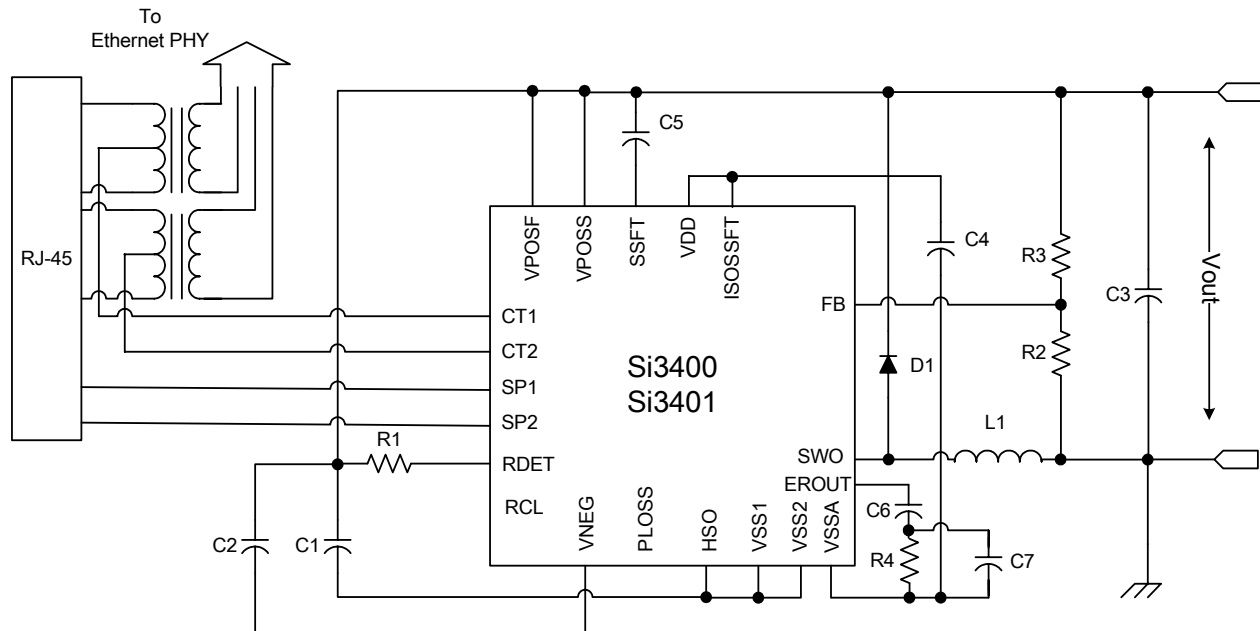 To
Ethernet PHY
C5
VPOSF
VPOSS
SSFT
VDD
ISOSSFT
C4
R3
Vout
RJ-45
FB
C3
CT1
CT2
R2
Si3400
Si3401
D1
SP1
SP2
L1
R1
RDET
SWO
EROUT
RCL
C6
C2
C1
VNEG
PLOSS
HSO
VSS1
VSS2
VSSA
R4
C7